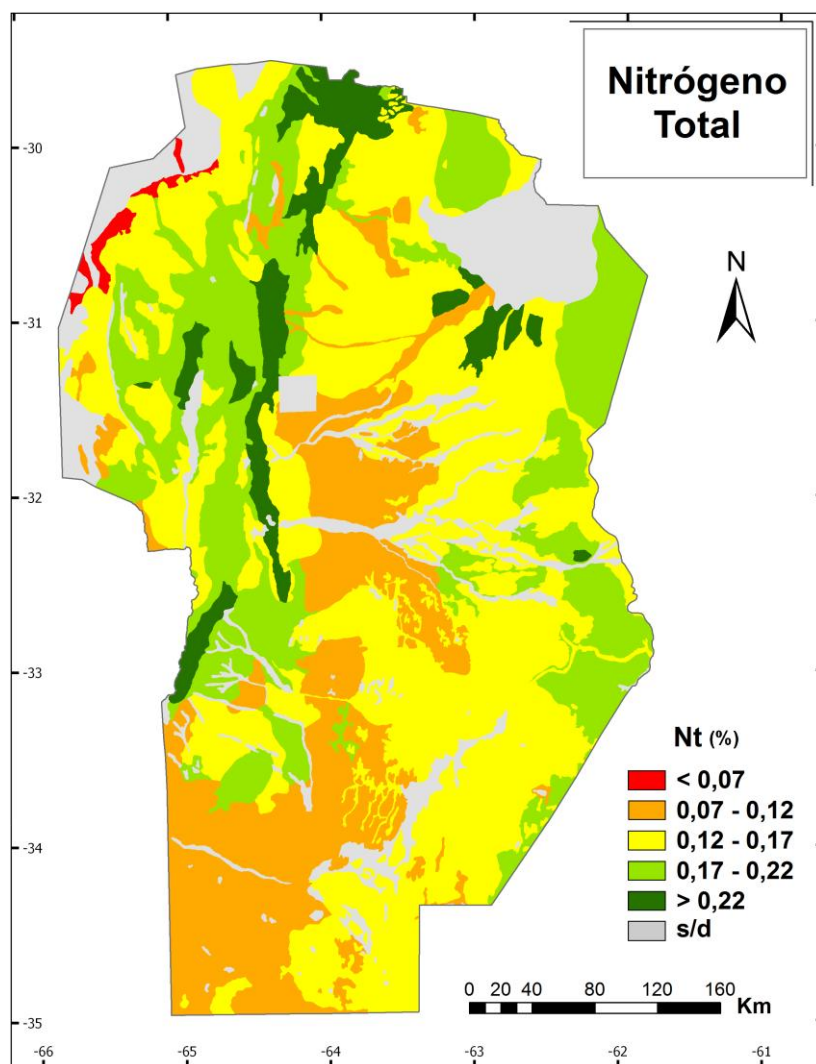 Nitrógeno
Total
-30
-31
-32
-33
-34
-35
N
Nt (%)
< 0,07
0,07 - 0,12
0,12 - 0,17
0,17 - 0,22
> 0,22
s/d
0 20 40 80 120 160
Km
-66 -65 -64 -63 -62 -61